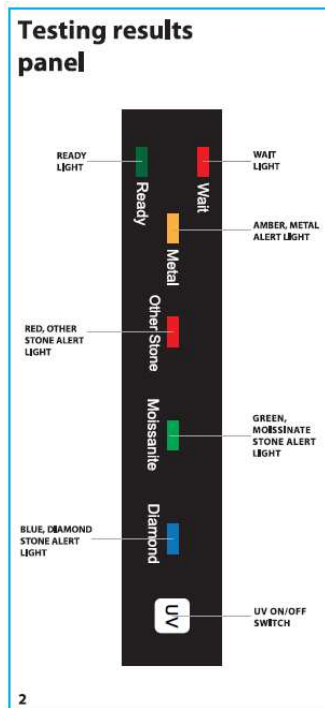 Testing results
panel
READY
LIGHT
WAIT
LIGHT
Ready
Wait
AMBER, METAL
ALERT LIGHT
Metal
RED, OTHER
STONE ALERT
LIGHT
Other Stone
GREEN,
MOISSINATE
STONE ALERT
LIGHT
Moissanite
BLUE, DIAMOND
STONE ALERT
LIGHT
Diamond
UV
UV ON/OFF
SWITCH
2